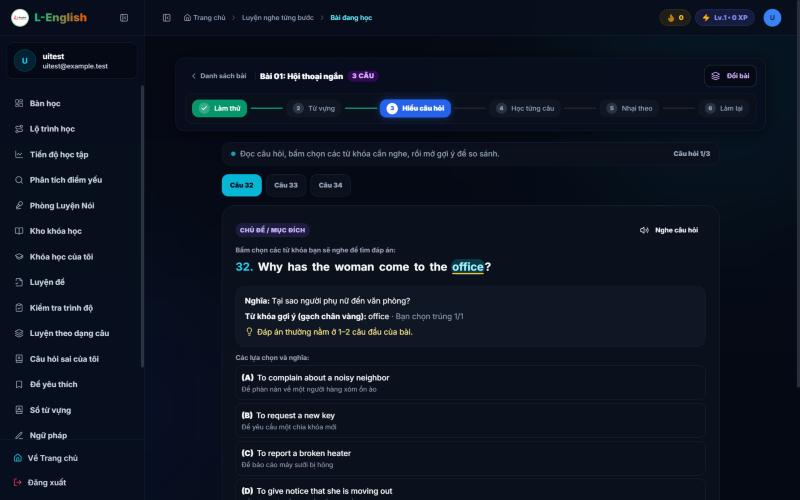 L-English
Trang chủ > Luyện nghe từng bước > Bài đang học
0
Lv.1 • 0 XP
U
U
uitest
uitest@example.test
Bàn học
Lộ trình học
Tiến độ học tập
Phân tích điểm yếu
Phòng Luyện Nói
Kho khóa học
Khóa học của tôi
Luyện đề
Kiểm tra trình độ
Luyện theo dạng câu
Câu hỏi sai của tôi
Đề yêu thích
Sổ từ vựng
Ngữ pháp
Về Trang chủ
Đăng xuất
Danh sách bài
Bài 01: Hội thoại ngắn
3 CÂU
Đổi bài
Làm thử
2 Từ vựng
3 Hiểu câu hỏi
4 Học từng câu
5 Nhại theo
6 Làm lại
Đọc câu hỏi, bấm chọn các từ khóa cần nghe, rồi mở gợi ý để so sánh.
Câu hỏi 1/3
Câu 32
Câu 33
Câu 34
CHỦ ĐỀ / MỤC ĐÍCH
Nghe câu hỏi
Bấm chọn các từ khóa bạn sẽ nghe để tìm đáp án:
32. Why has the woman come to the office?
Nghĩa: Tại sao người phụ nữ đến văn phòng?
Từ khóa gợi ý (gạch chân vàng): office · Bạn chọn trúng 1/1
Đáp án thường nằm ở 1–2 câu đầu của bài.
Các lựa chọn và nghĩa:
(A) To complain about a noisy neighbor
Để phàn nàn về một người hàng xóm ồn ào
(B) To request a new key
Để yêu cầu một chìa khóa mới
(C) To report a broken heater
Để báo cáo máy sưởi bị hỏng
(D) To give notice that she is moving out